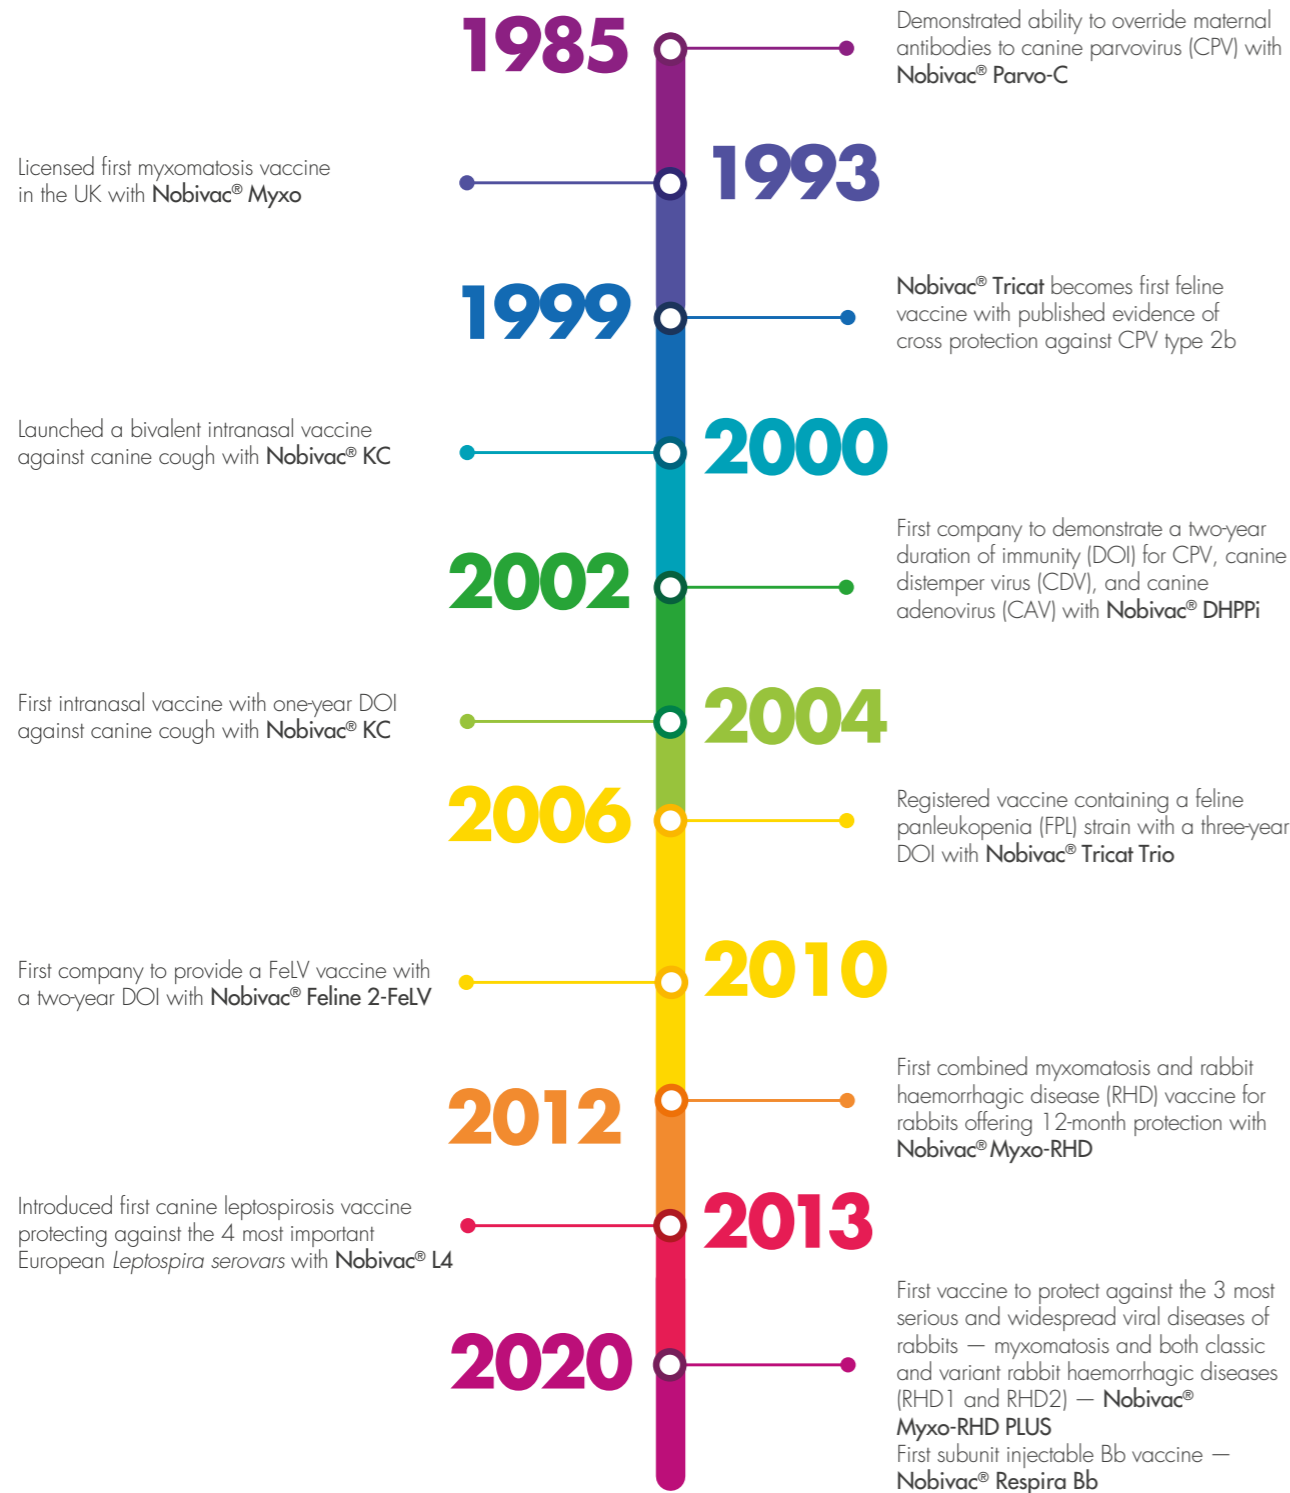 1985
Demonstrated ability to override maternal
antibodies to canine parvovirus (CPV) with
Nobivac® Parvo-C
Licensed first myxomatosis vaccine
in the UK with Nobivac® Myxo
1993
1999
Nobivac® Tricat becomes first feline
vaccine with published evidence of
cross protection against CPV type 2b
Launched a bivalent intranasal vaccine
against canine cough with Nobivac® KC
2000
2002
First company to demonstrate a two-year
duration of immunity (DOI) for CPV, canine
distemper virus (CDV), and canine
adenovirus (CAV) with Nobivac® DHPPi
First intranasal vaccine with one-year DOI
against canine cough with Nobivac® KC
2004
2006
Registered vaccine containing a feline
panleukopenia (FPL) strain with a three-year
DOI with Nobivac® Tricat Trio
First company to provide a FeLV vaccine with
a two-year DOI with Nobivac® Feline 2-FeLV
2010
2012
First combined myxomatosis and rabbit
haemorrhagic disease (RHD) vaccine for
rabbits offering 12-month protection with
Nobivac® Myxo-RHD
Introduced first canine leptospirosis vaccine
protecting against the 4 most important
European Leptospira serovars with Nobivac® L4
2013
2020
First vaccine to protect against the 3 most
serious and widespread viral diseases of
rabbits — myxomatosis and both classic
and variant rabbit haemorrhagic diseases
(RHD1 and RHD2) — Nobivac®
Myxo-RHD PLUS
First subunit injectable Bb vaccine —
Nobivac® Respira Bb